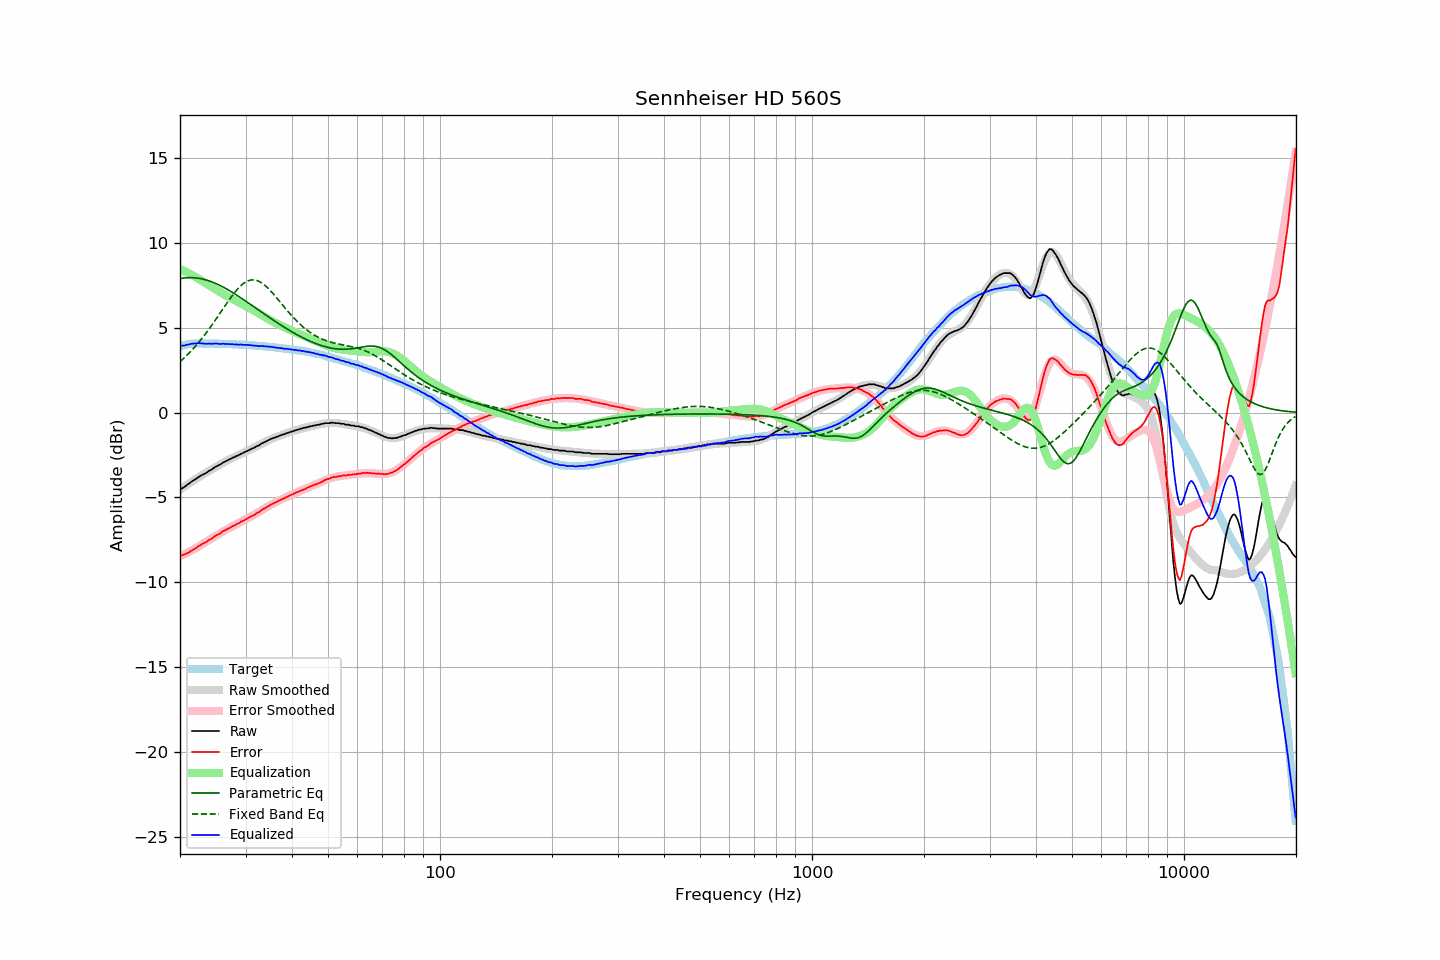 Sennheiser HD 560S
Amplitude (dBr)
15
10
5
0
−5
−10
−15
−20
−25
Target
Raw Smoothed
Error Smoothed
Raw
Error
Equalization
Parametric Eq
Fixed Band Eq
Equalized
100 1000 10000
Frequency (Hz)